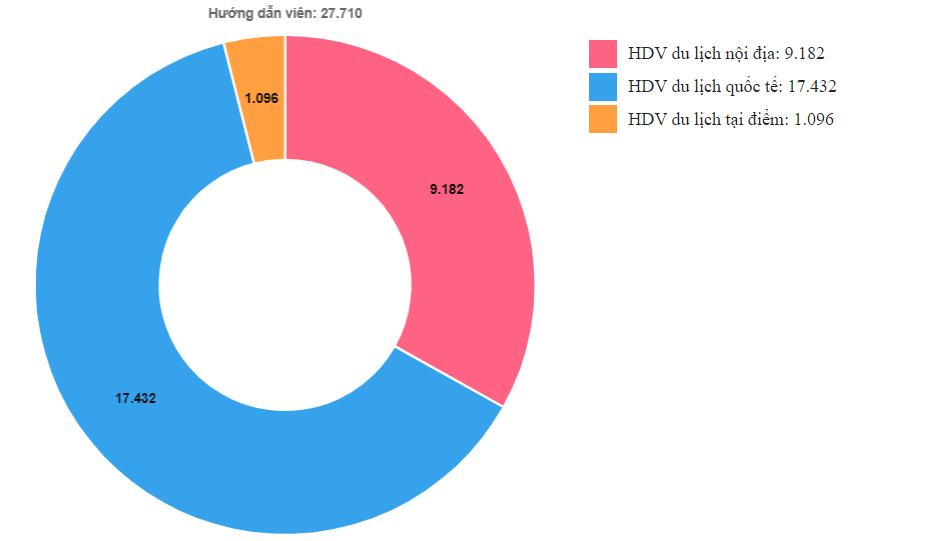 Hướng dẫn viên: 27.710
HDV du lịch nội địa: 9.182
HDV du lịch quốc tế: 17.432
HDV du lịch tại điểm: 1.096
1.096
9.182
17.432